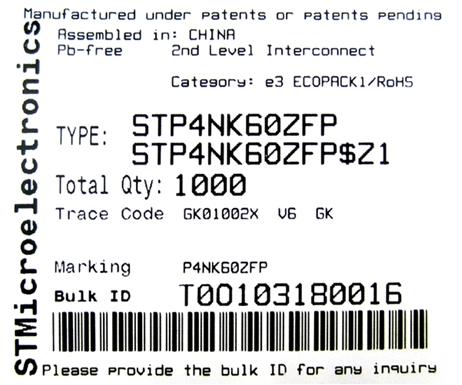 Manufactured under patents or patents pending
Assembled in: CHINA
Pb-free 2nd Level Interconnect
Category: e3 ECOPACK1/RoHS
TYPE: STP4NK60ZFP
STP4NK60ZFP$Z1
Total Qty: 1000
Trace Code GK01002X V6 GK
Marking P4NK60ZFP
Bulk ID T00103180016
Please provide the bulk ID for any inquiry
STMicroelectronics